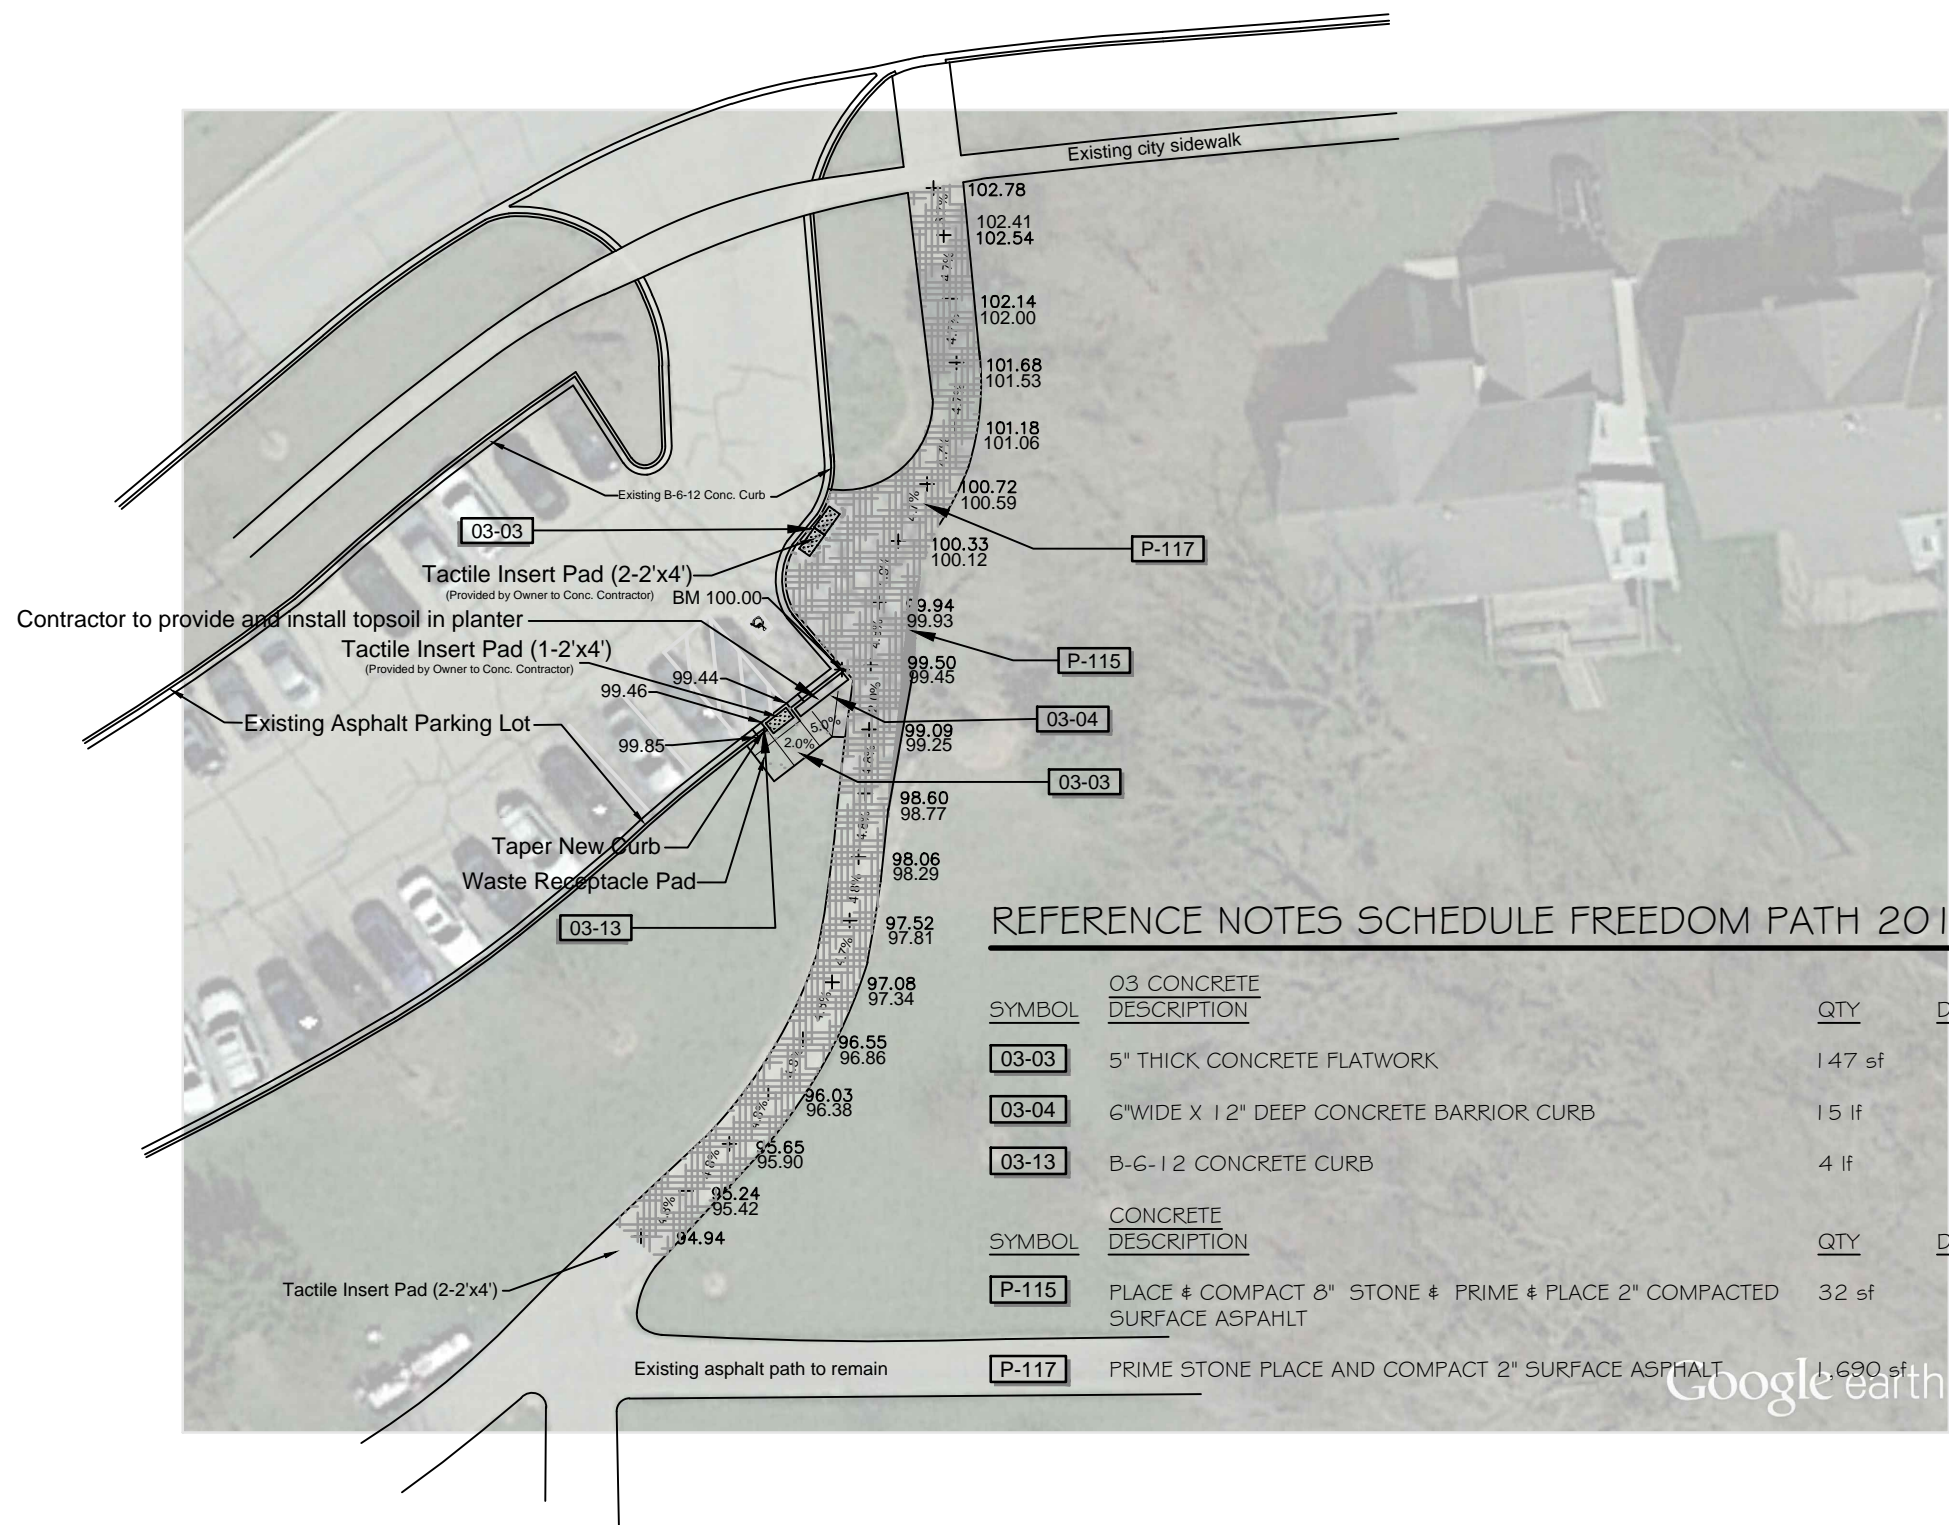 Existing city sidewalk
102.78
102.41
102.54
4.7%
102.14
102.00
101.68
101.53
101.18
101.06
100.72
100.59
Existing B-6-12 Conc. Curb
03-03
P-117
100.33
100.12
Tactile Insert Pad (2-2'x4')
(Provided by Owner to Conc. Contractor)
BM 100.00
99.93
Contractor to provide and install topsoil in planter
Tactile Insert Pad (1-2'x4')
(Provided by Owner to Conc. Contractor)
P-115
99.50
99.45
99.44
99.46
Existing Asphalt Parking Lot
03-04
5.0%
2.0%
99.09
99.25
99.85
03-03
98.60
98.77
Taper New Curb
98.06
98.29
Waste Receptacle Pad
4.8%
03-13
97.52
97.81
4.7%
97.08
97.34
96.55
96.86
96.03
96.38
95.65
95.90
95.24
95.42
94.94
Tactile Insert Pad (2-2'x4')
Existing asphalt path to remain
REFERENCE NOTES SCHEDULE FREEDOM PATH 201
03 CONCRETE
SYMBOL DESCRIPTION QTY D
03-03 5" THICK CONCRETE FLATWORK 147 sf
03-04 6"WIDE X 12" DEEP CONCRETE BARRIOR CURB 15 lf
03-13 B-6-12 CONCRETE CURB 4 lf
CONCRETE
SYMBOL DESCRIPTION QTY D
P-115 PLACE & COMPACT 8" STONE & PRIME & PLACE 2" COMPACTED 32 sf
SURFACE ASPAHLT
P-117 PRIME STONE PLACE AND COMPACT 2" SURFACE ASPHALT 1,690 sf
Google earth